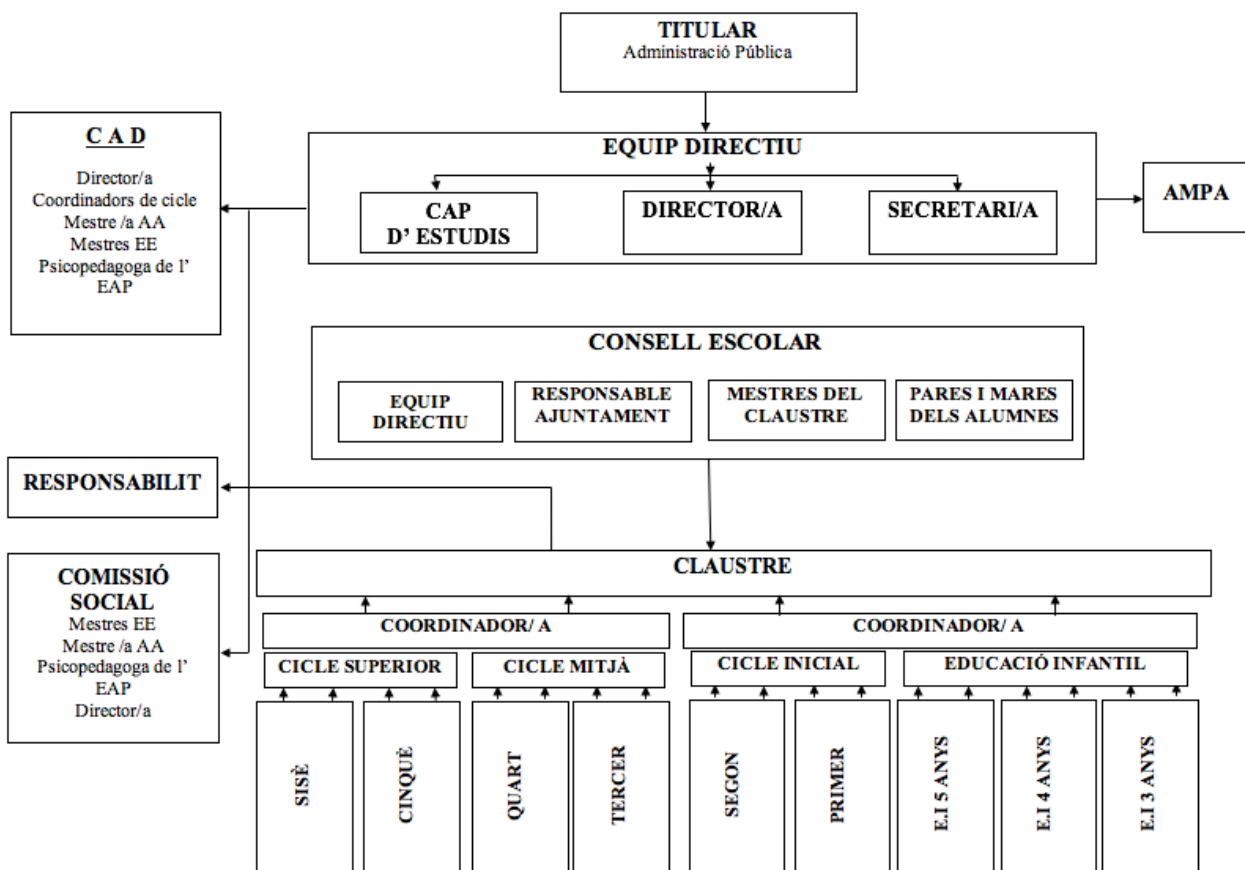 TITULAR
Administració Pública
C A D
Director/a
Coordinadors de cicle
Mestre /a AA
Mestres EE
Psicopedagoga de l’
EAP
EQUIP DIRECTIU
CAP
D’ ESTUDIS
DIRECTOR/A
SECRETARI/A
AMPA
CONSELL ESCOLAR
EQUIP
DIRECTIU
RESPONSABLE
AJUNTAMENT
MESTRES DEL
CLAUSTRE
PARES I MARES
DELS ALUMNES
RESPONSABILIT
COMISSIÓ
SOCIAL
Mestres EE
Mestre /a AA
Psicopedagoga de l’
EAP
Director/a
CLAUSTRE
COORDINADOR/ A
COORDINADOR/ A
CICLE SUPERIOR
CICLE MITJÀ
CICLE INICIAL
EDUCACIÓ INFANTIL
SISÈ
CINQUÈ
QUART
TERCER
SEGON
PRIMER
E.I 5 ANYS
E.I 4 ANYS
E.I 3 ANYS